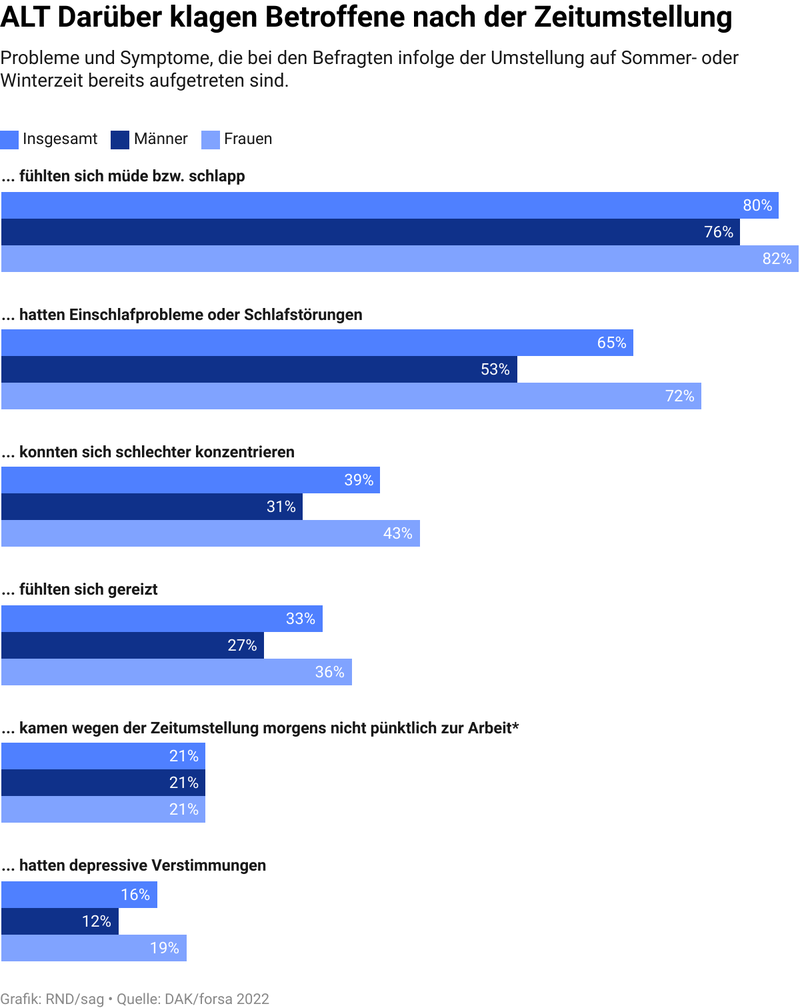 ALT Darüber klagen Betroffene nach der Zeitumstellung
Probleme und Symptome, die bei den Befragten infolge der Umstellung auf Sommer- oder
Winterzeit bereits aufgetreten sind.
Insgesamt Männer Frauen
... fühlten sich müde bzw. schlapp
80%
76%
82%
... hatten Einschlafprobleme oder Schlafstörungen
65%
53%
72%
... konnten sich schlechter konzentrieren
39%
31%
43%
... fühlten sich gereizt
33%
27%
36%
... kamen wegen der Zeitumstellung morgens nicht pünktlich zur Arbeit*
21%
21%
21%
... hatten depressive Verstimmungen
16%
12%
19%
Grafik: RND/sag • Quelle: DAK/forsa 2022